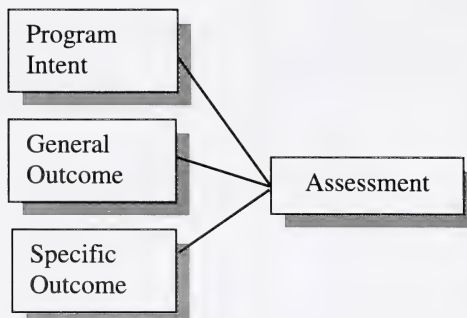 Program
Intent
General
Outcome
Assessment
Specific
Outcome